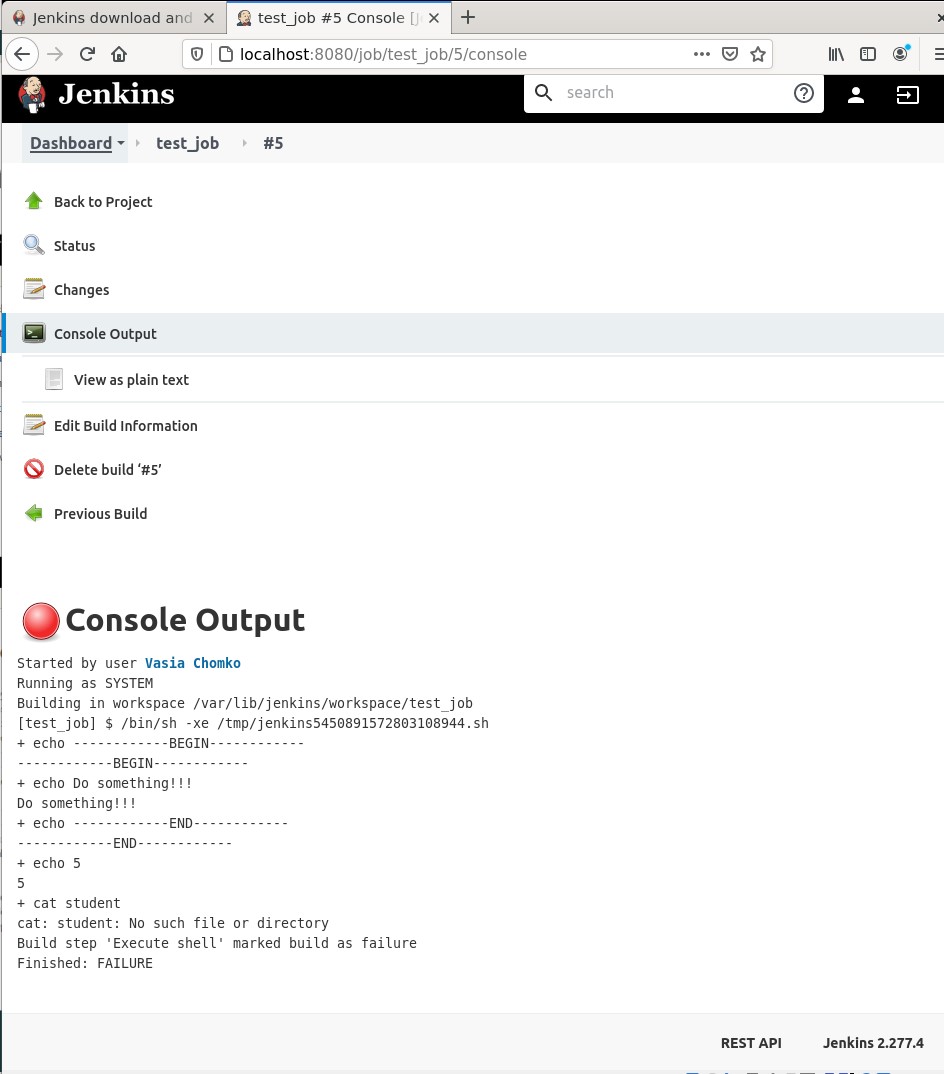 Jenkins download and
test_job #5 Console [J
localhost:8080/job/test_job/5/console
Jenkins
search
Dashboard
test_job
#5
Back to Project
Status
Changes
Console Output
View as plain text
Edit Build Information
Delete build ‘#5’
Previous Build
Console Output
Started by user Vasia Chomko
Running as SYSTEM
Building in workspace /var/lib/jenkins/workspace/test_job
[test_job] $ /bin/sh -xe /tmp/jenkins5450891572803108944.sh
+ echo ------------BEGIN------------
------------BEGIN------------
+ echo Do something!!!
Do something!!!
+ echo ------------END------------
------------END------------
+ echo 5
5
+ cat student
cat: student: No such file or directory
Build step 'Execute shell' marked build as failure
Finished: FAILURE
REST API
Jenkins 2.277.4